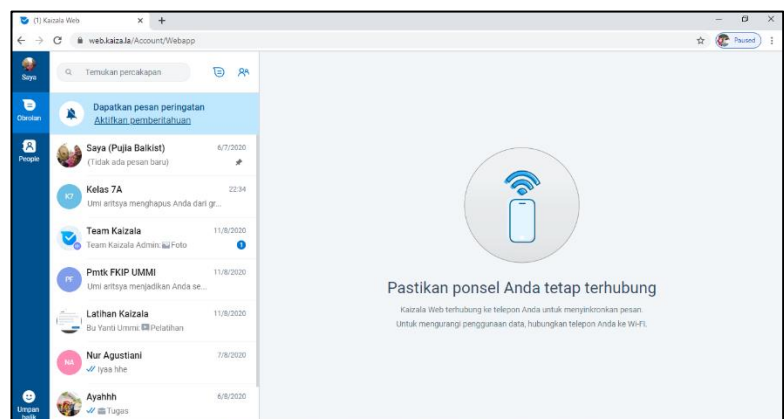 (1) Kaizala Web
web.kaiza.la/Account/Webapp
Paused
Saya
Temukan percakapan
Obrolan
Dapatkan pesan peringatan
Aktifkan pemberitahuan
People
Saya (Pujia Balkist)
6/7/2020
(Tidak ada pesan baru)
K7
Kelas 7A
22:34
Umi aritsya menghapus Anda dari gr...
Team Kaizala
11/8/2020
Team Kaizala Admin: Foto
1
PF
Pmtk FKIP UMMI
11/8/2020
Umi aritsya menjadikan Anda se...
Latihan Kaizala
11/8/2020
Bu Yanti Ummi: Pelatihan
NA
Nur Agustiani
7/8/2020
Iyaa hhe
Ayahhh
6/8/2020
Tugas
Umpan
balik
Pastikan ponsel Anda tetap terhubung
Kaizala Web terhubung ke telepon Anda untuk menyinkronkan pesan.
Untuk mengurangi penggunaan data, hubungkan telepon Anda ke Wi-Fi.